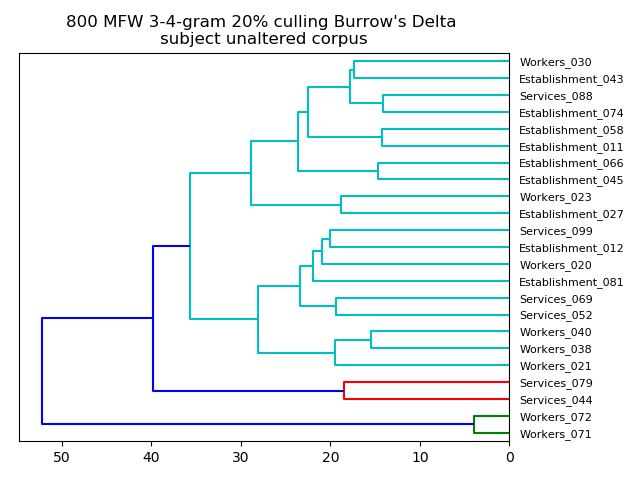 800 MFW 3-4-gram 20% culling Burrow's Delta
subject unaltered corpus
Workers_030
Establishment_043
Services_088
Establishment_074
Establishment_058
Establishment_011
Establishment_066
Establishment_045
Workers_023
Establishment_027
Services_099
Establishment_012
Workers_020
Establishment_081
Services_069
Services_052
Workers_040
Workers_038
Workers_021
Services_079
Services_044
Workers_072
Workers_071
50 40 30 20 10 0